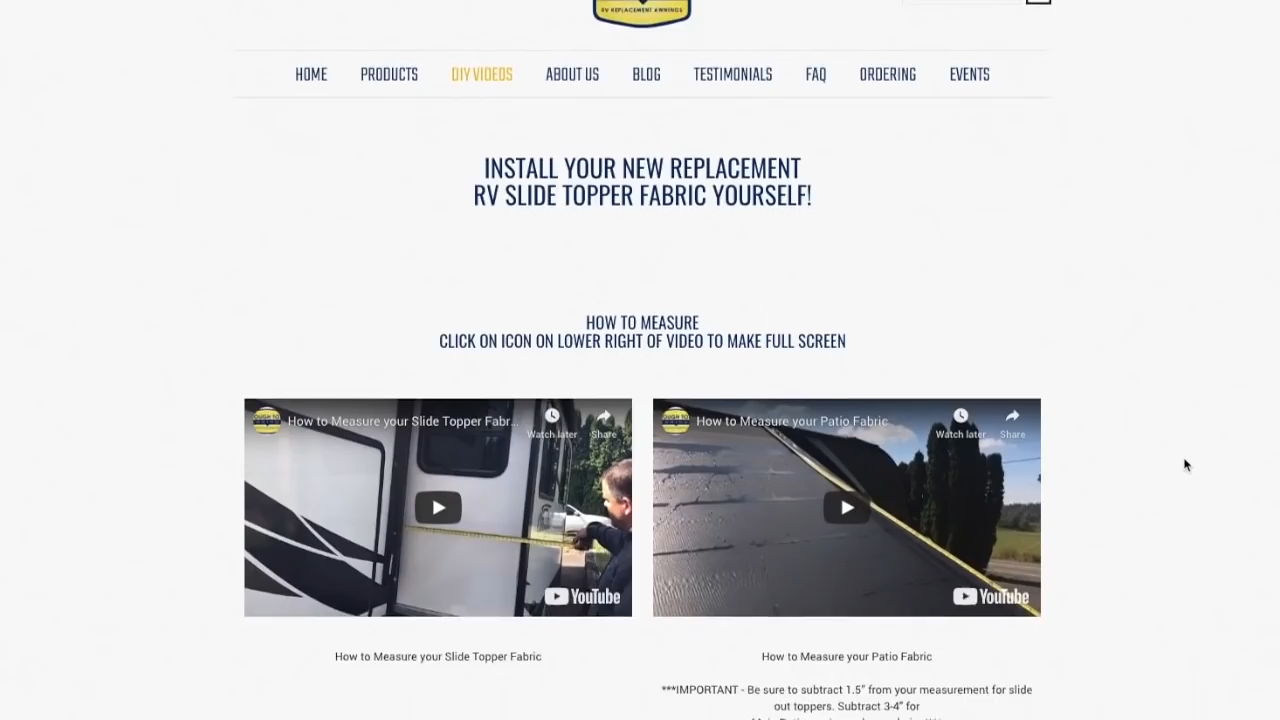 RV REPLACEMENT AWNINGS
HOME PRODUCTS DIY VIDEOS ABOUT US BLOG TESTIMONIALS FAQ ORDERING EVENTS
INSTALL YOUR NEW REPLACEMENT
RV SLIDE TOPPER FABRIC YOURSELF!
HOW TO MEASURE
CLICK ON ICON ON LOWER RIGHT OF VIDEO TO MAKE FULL SCREEN
How to Measure your Slide Topper Fabr...
Watch later
Share
YouTube
How to Measure your Patio Fabric
Watch later
Share
YouTube
How to Measure your Slide Topper Fabric
How to Measure your Patio Fabric
***IMPORTANT - Be sure to subtract 1.5" from your measurement for slide
out toppers. Subtract 3-4" for